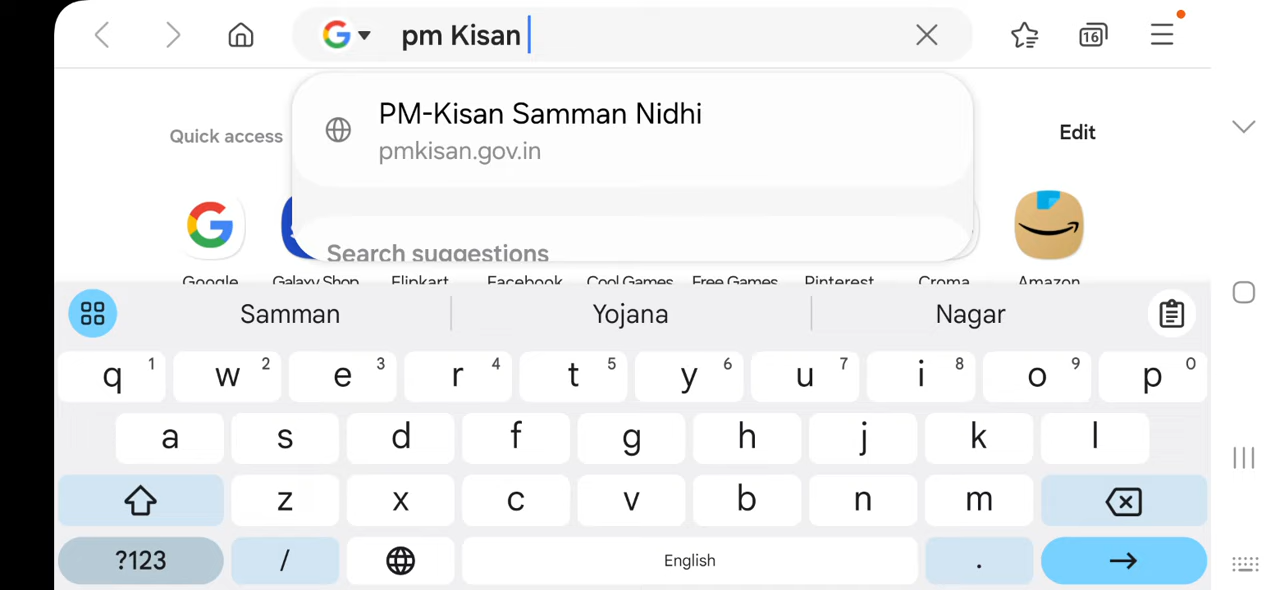 pm Kisan
16
PM-Kisan Samman Nidhi
pmkisan.gov.in
Quick access
Edit
Search suggestions
Google Galaxy Shop Flipkart Facebook Cool Games Free Games Pinterest Croma Amazon
Samman Yojana Nagar
q 1 w 2 e 3 r 4 t 5 y 6 u 7 i 8 o 9 p 0
a s d f g h j k l
z x c v b n m
?123 / English .